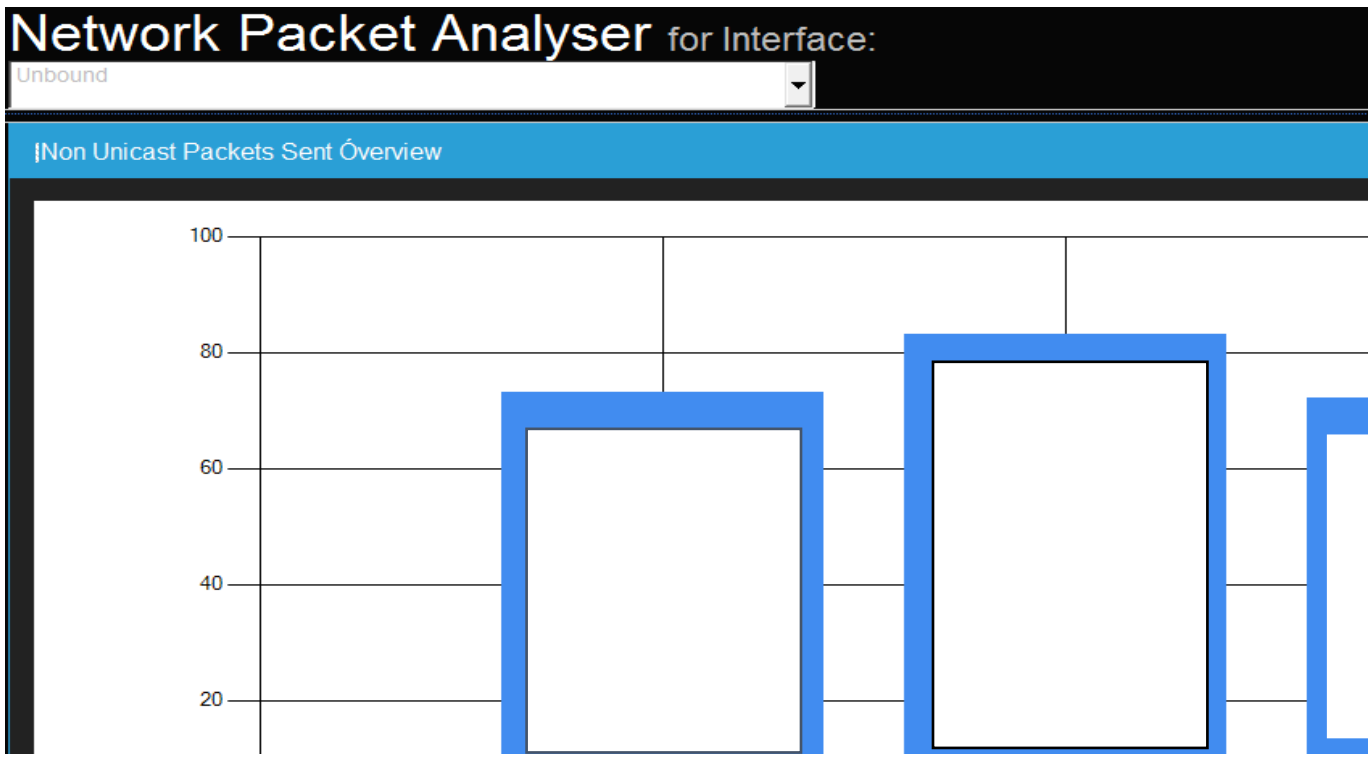 Network Packet Analyser for Interface:
Unbound
|Non Unicast Packets Sent Óverview
100
80
60
40
20